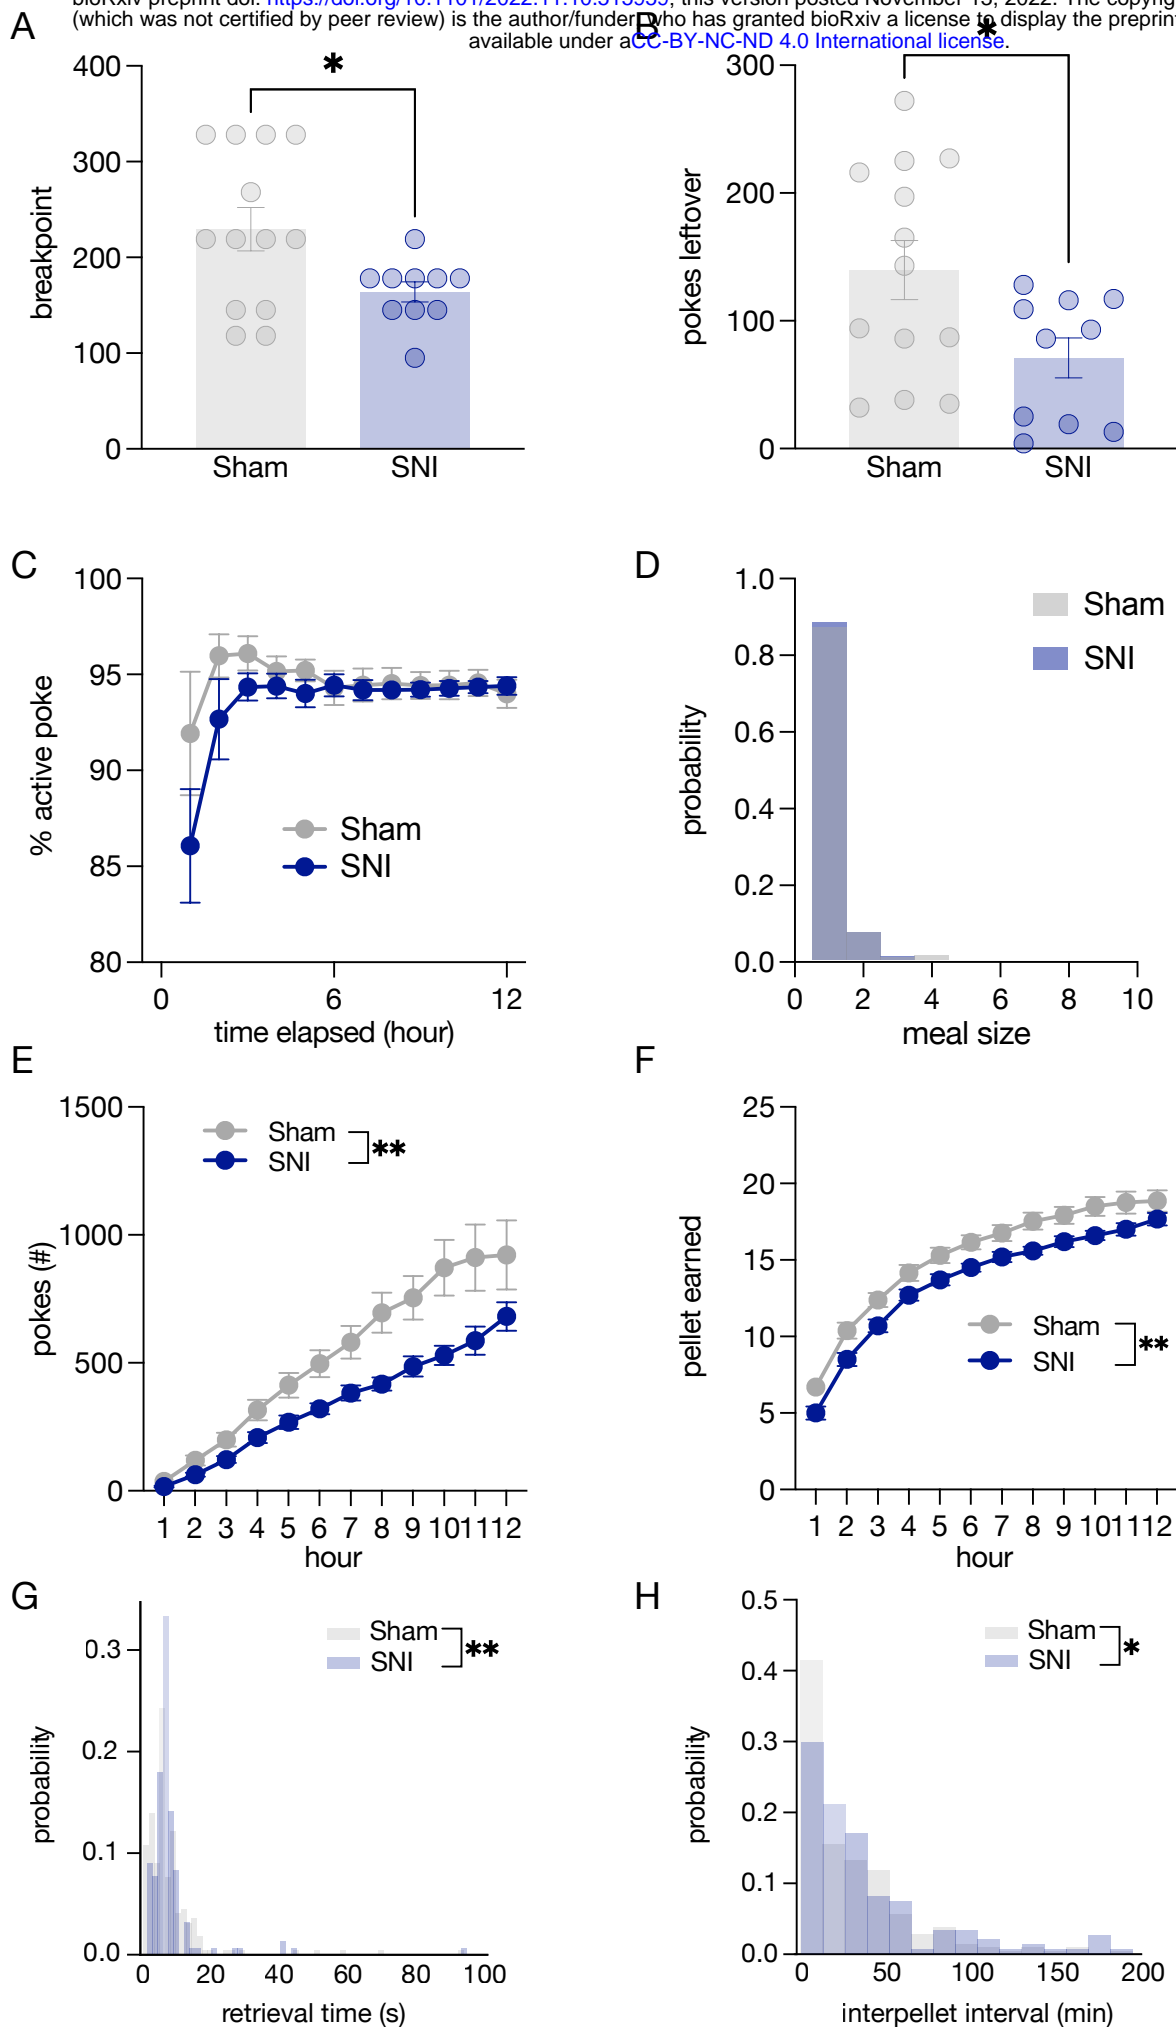 (which was not certified by peer review) is the author/funder, who has granted bioRxiv a license to display the preprint
available under aCC-BY-NC-ND 4.0 International license.
A
B
400
300
200
100
0
breakpoint
*
Sham
SNI
300
200
100
0
pokes leftover
*
Sham
SNI
C
100
95
90
85
80
% active poke
Sham
SNI
0
6
12
time elapsed (hour)
D
1.0
0.8
0.6
0.4
0.2
0.0
probability
Sham
SNI
0
2
4
6
8
10
meal size
E
1500
1000
500
0
pokes (#)
Sham
SNI
**
1 2 3 4 5 6 7 8 9 10 11 12
hour
F
25
20
15
10
5
0
pellet earned
Sham
SNI
**
1 2 3 4 5 6 7 8 9 10 11 12
hour
G
0.3
0.2
0.1
0.0
probability
Sham
SNI
**
0 20 40 60 80 100
retrieval time (s)
H
0.5
0.4
0.3
0.2
0.1
0.0
probability
Sham
SNI
*
0 50 100 150 200
interpellet interval (min)